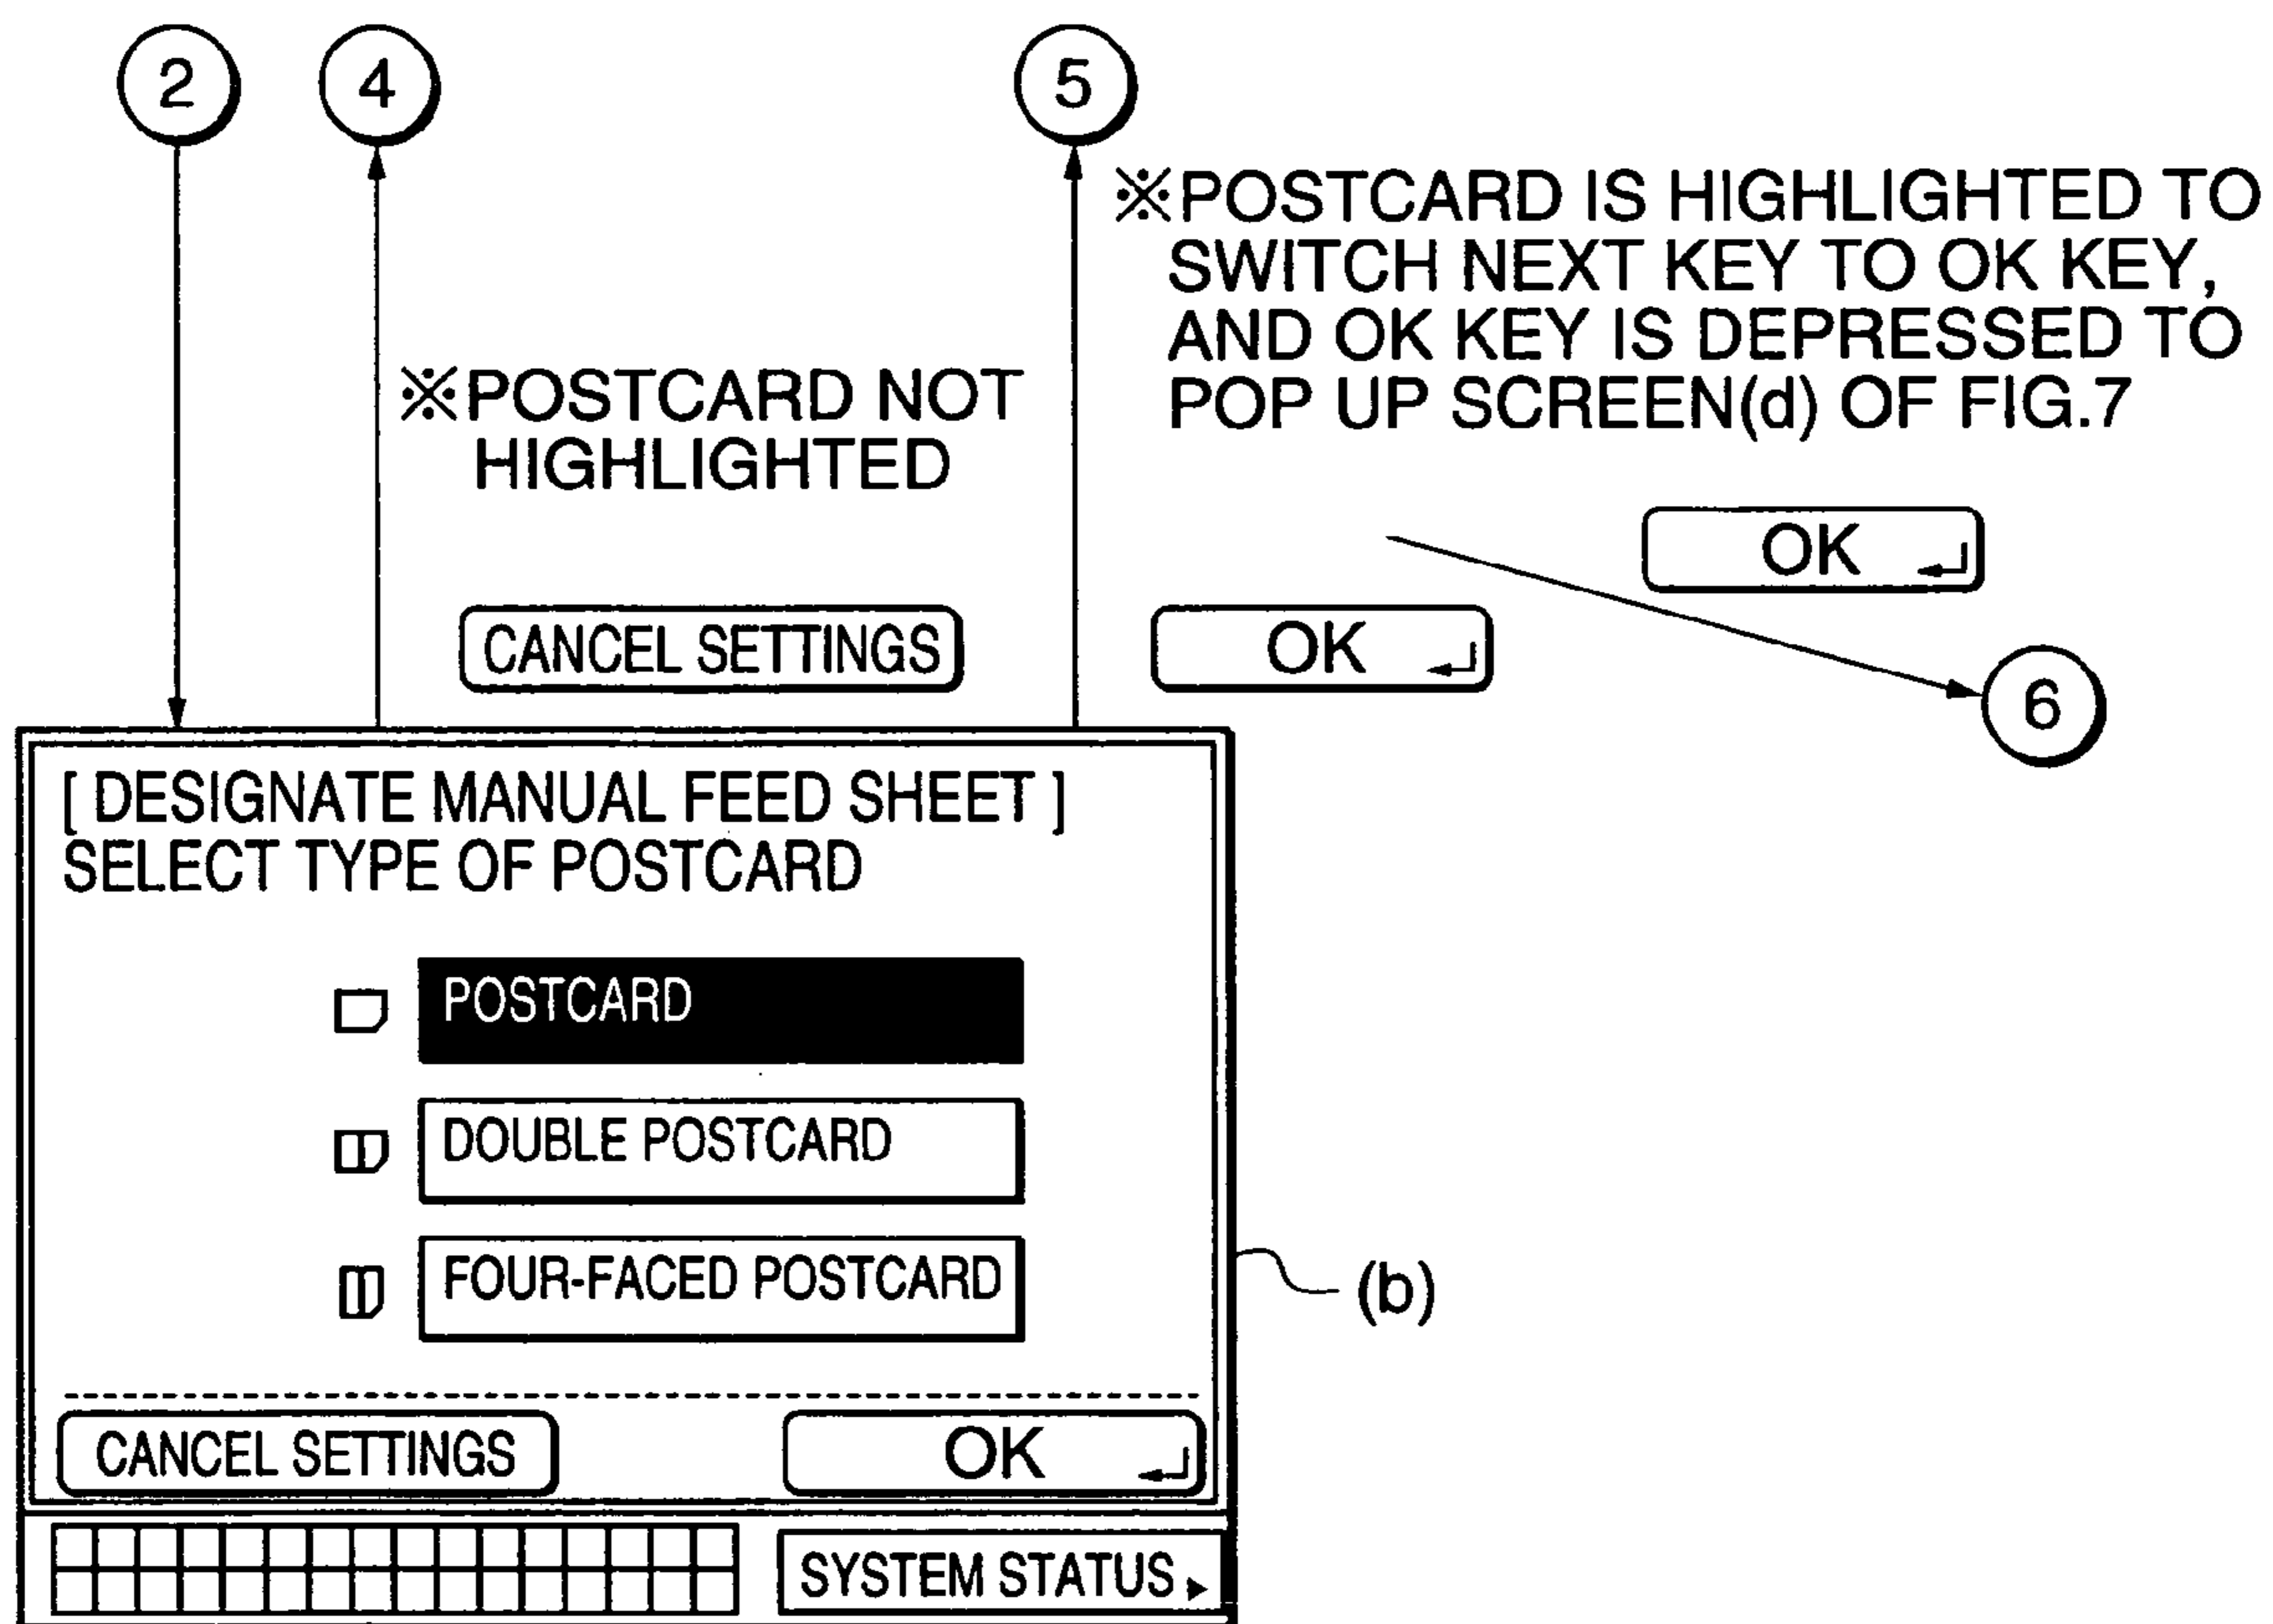 2
4
5
※POSTCARD IS HIGHLIGHTED TO
SWITCH NEXT KEY TO OK KEY,
AND OK KEY IS DEPRESSED TO
POP UP SCREEN(d) OF FIG.7
※POSTCARD NOT
HIGHLIGHTED
OK
CANCEL SETTINGS
OK
6
[ DESIGNATE MANUAL FEED SHEET ]
SELECT TYPE OF POSTCARD
POSTCARD
DOUBLE POSTCARD
FOUR-FACED POSTCARD
(b)
CANCEL SETTINGS
OK
SYSTEM STATUS